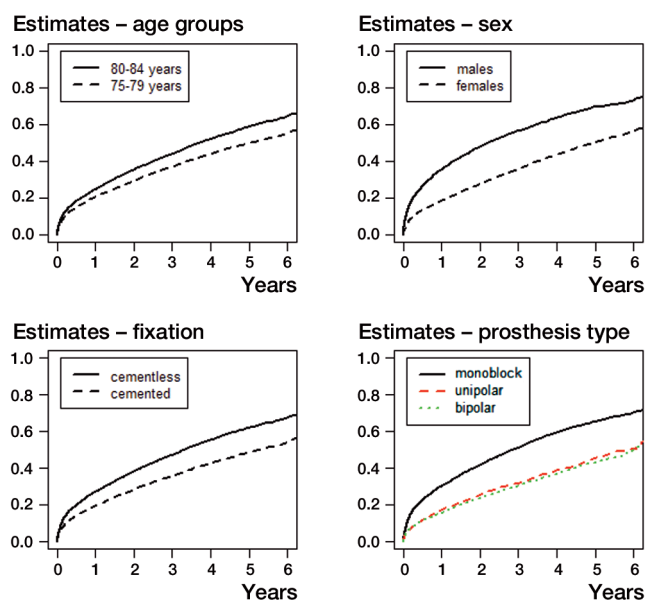 Estimates – age groups
1.0
80-84 years
75-79 years
0.8
0.6
0.4
0.2
0.0
0 1 2 3 4 5 6
Years
Estimates – sex
1.0
males
females
0.8
0.6
0.4
0.2
0.0
0 1 2 3 4 5 6
Years
Estimates – fixation
1.0
cementless
cemented
0.8
0.6
0.4
0.2
0.0
0 1 2 3 4 5 6
Years
Estimates – prosthesis type
1.0
monoblock
unipolar
bipolar
0.8
0.6
0.4
0.2
0.0
0 1 2 3 4 5 6
Years